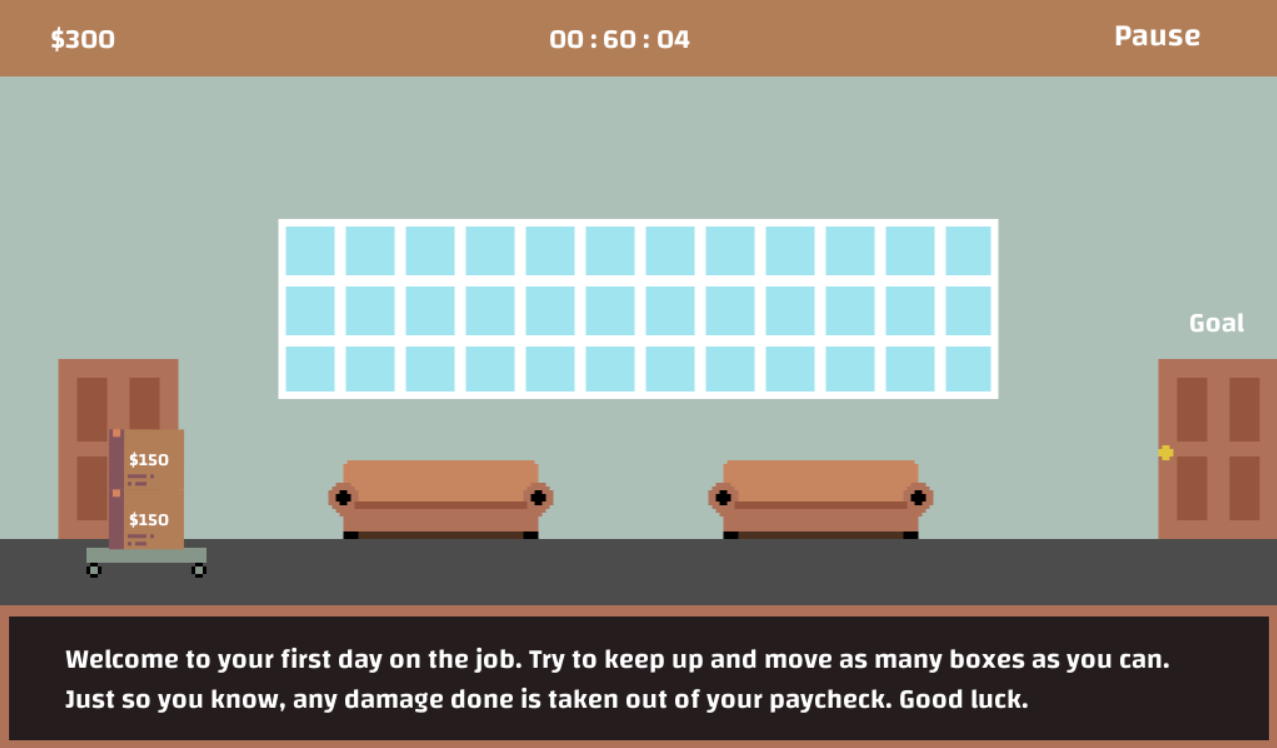 $300
00 : 60 : 04
Pause
Goal
$150
$150
Welcome to your first day on the job. Try to keep up and move as many boxes as you can.
Just so you know, any damage done is taken out of your paycheck. Good luck.